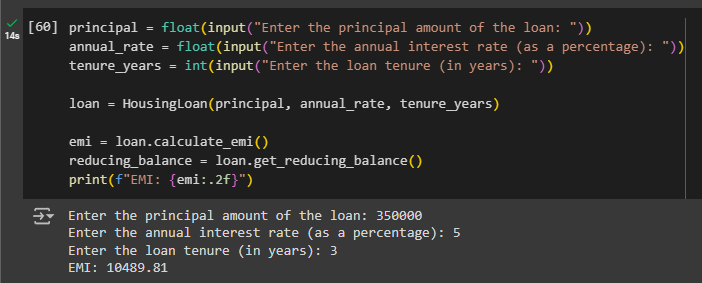 [60] principal = float(input("Enter the principal amount of the loan: "))
annual_rate = float(input("Enter the annual interest rate (as a percentage): "))
14s
tenure_years = int(input("Enter the loan tenure (in years): "))
loan = HousingLoan(principal, annual_rate, tenure_years)
emi = loan.calculate_emi()
reducing_balance = loan.get_reducing_balance()
print(f"EMI: {emi:.2f}")
Enter the principal amount of the loan: 350000
Enter the annual interest rate (as a percentage): 5
Enter the loan tenure (in years): 3
EMI: 10489.81